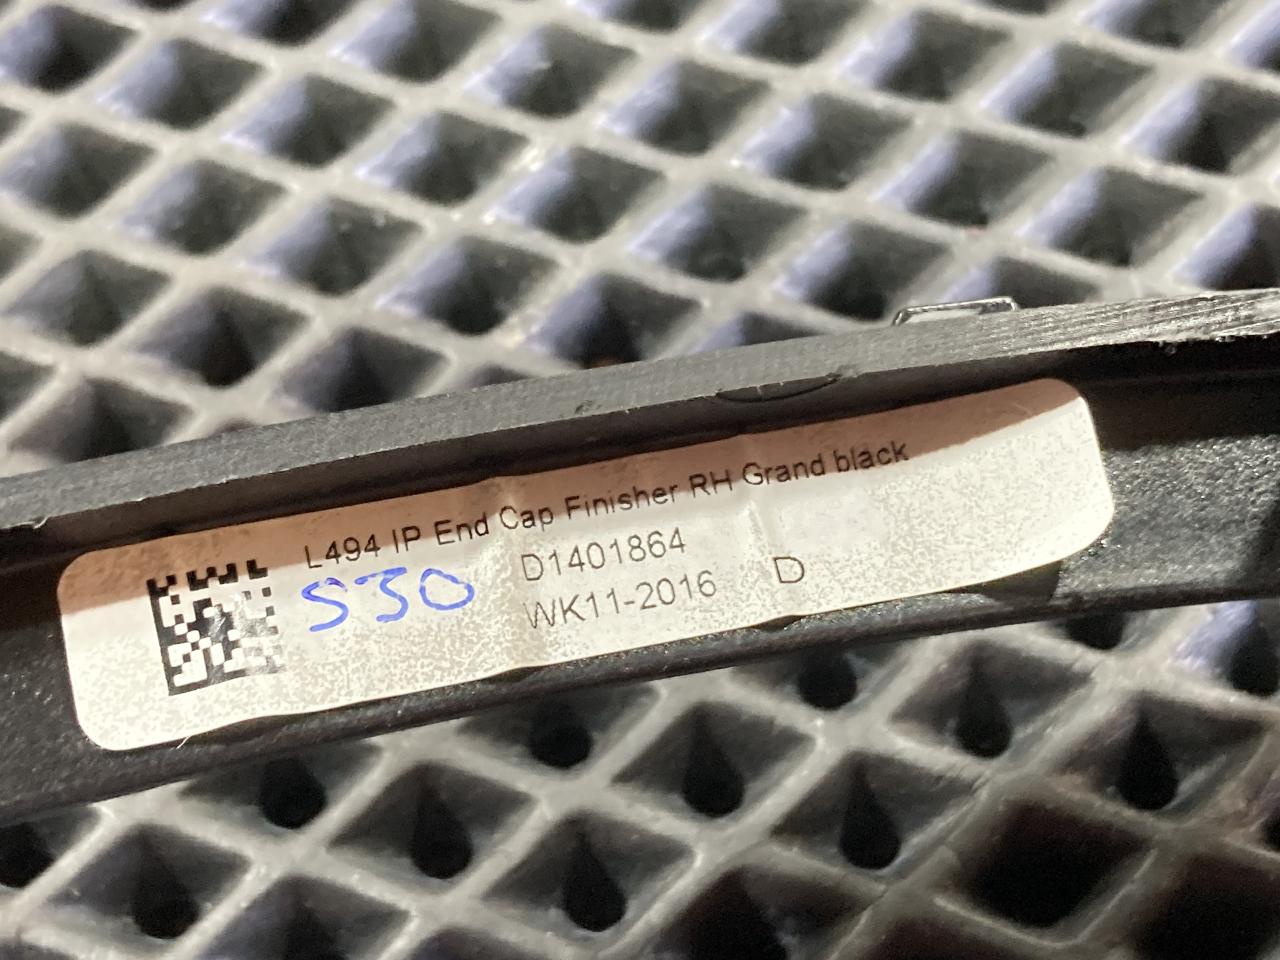 L494 IP End Cap Finisher RH Grand black
S30 D1401864
WK11-2016 D